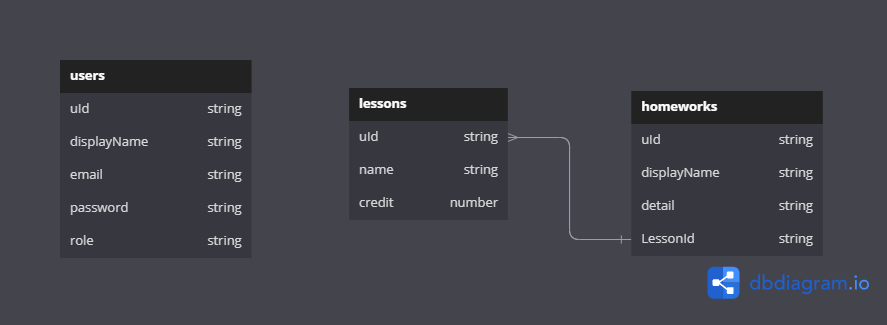 users
uId string
displayName string
email string
password string
role string
lessons
uId string
name string
credit number
homeworks
uId string
displayName string
detail string
LessonId string
dbdiagram.io